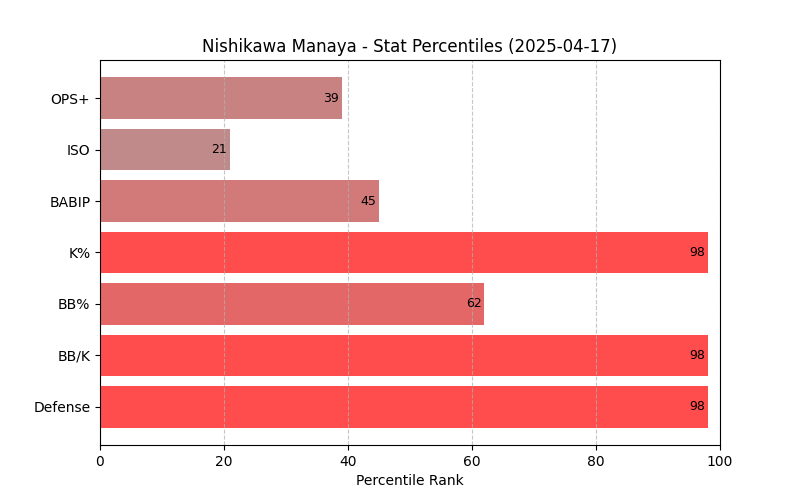 Nishikawa Manaya - Stat Percentiles (2025-04-17)
OPS+ 39
ISO 21
BABIP 45
K% 98
BB% 62
BB/K 98
Defense 98
0 20 40 60 80 100
Percentile Rank